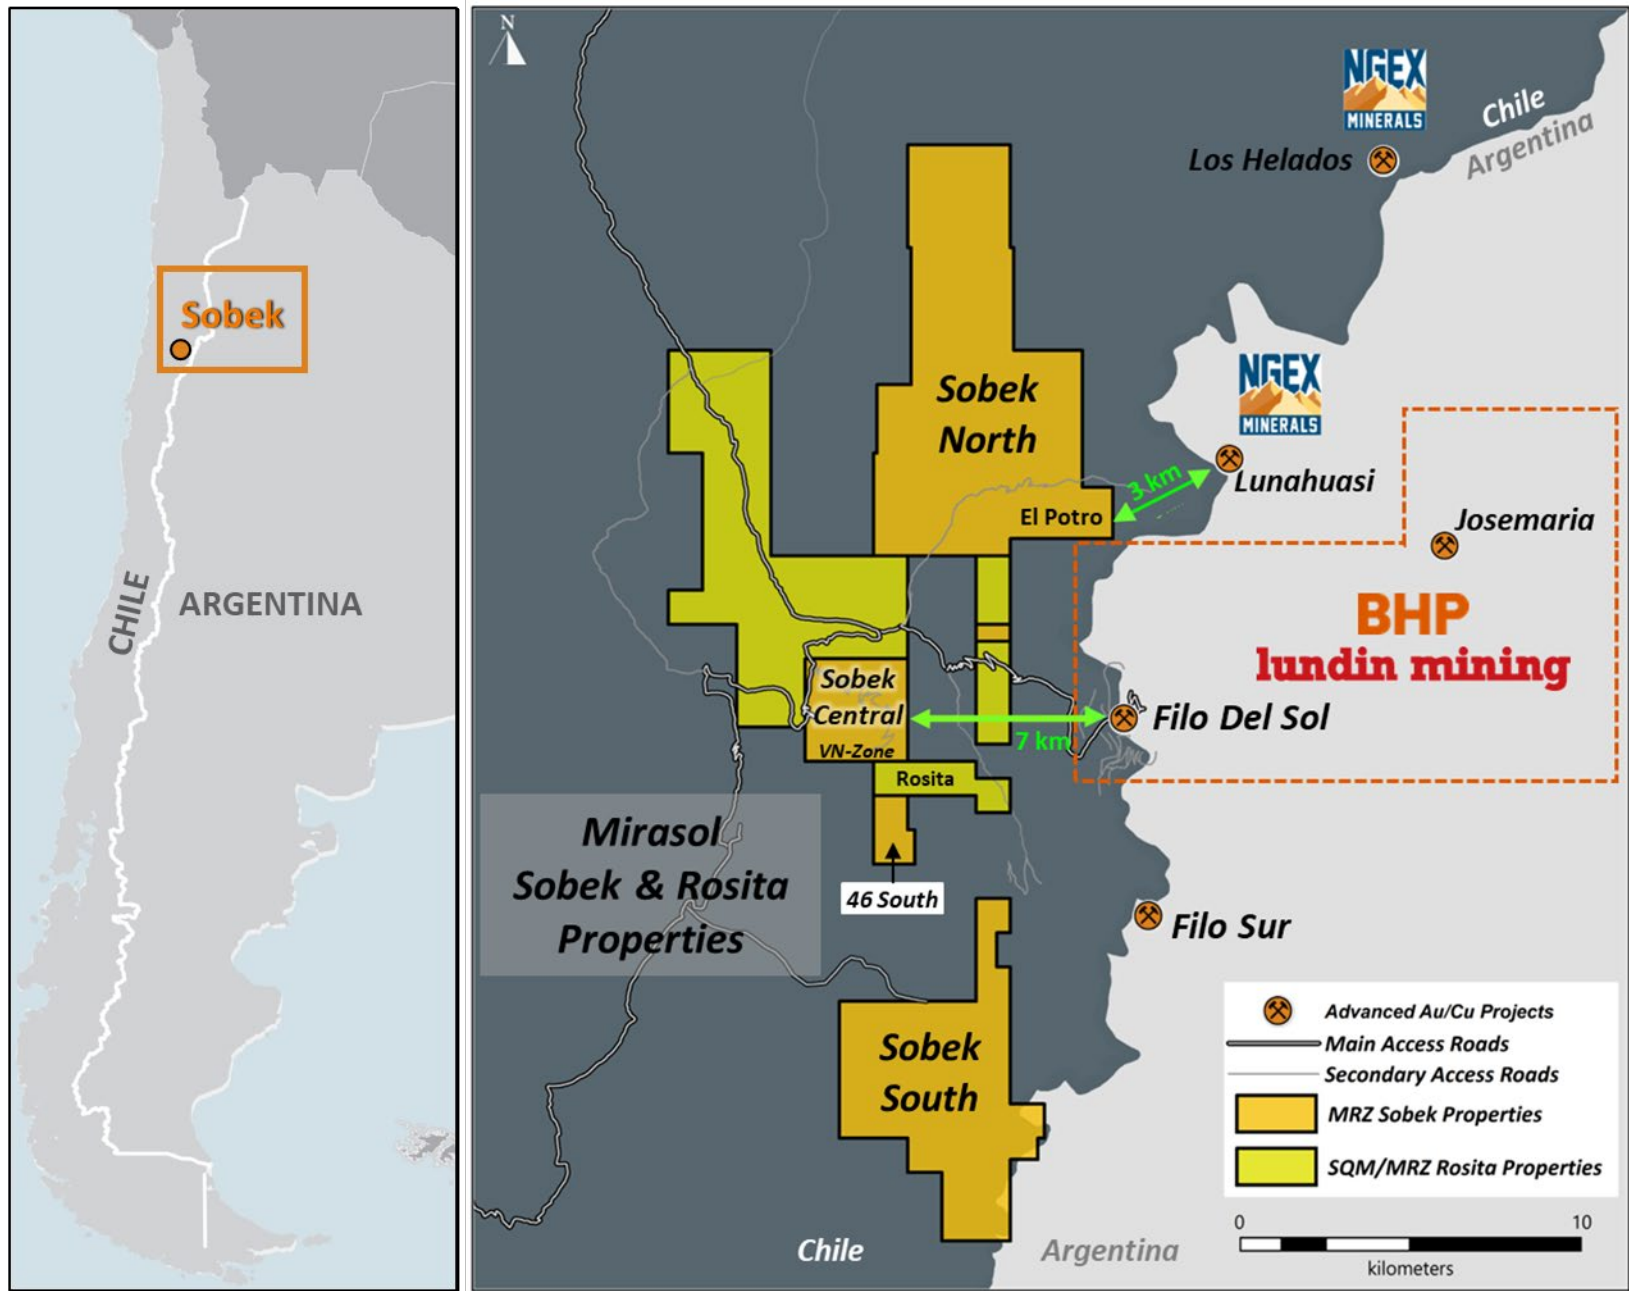 Sobek
CHILE
ARGENTINA
N
NGEX
MINERALS
Chile
Argentina
Los Helados
Sobek
North
NGEX
MINERALS
3 km
Lunahuasi
El Potro
Josemaria
BHP
lundin mining
Sobek
Central
VN-Zone
7 km
Filo Del Sol
Rosita
Mirasol
Sobek & Rosita
Properties
46 South
Filo Sur
Sobek
South
Advanced Au/Cu Projects
Main Access Roads
Secondary Access Roads
MRZ Sobek Properties
SQM/MRZ Rosita Properties
0 10
kilometers
Chile
Argentina